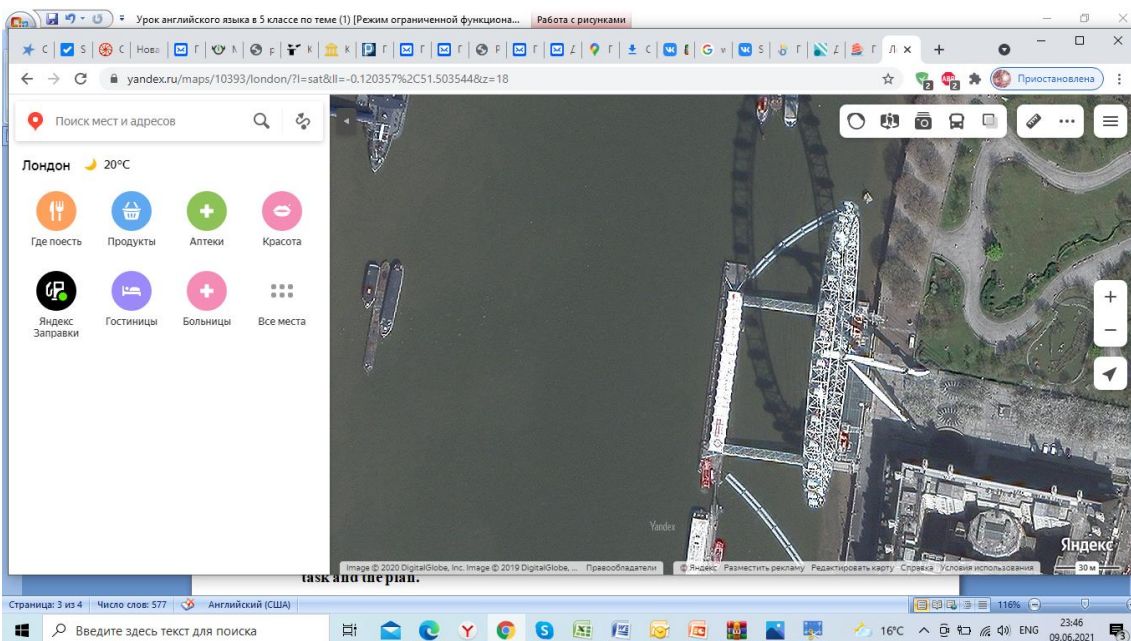 Урок английского языка в 5 классе по теме (1) [Режим ограниченной функциона...
Работа с рисунками
yandex.ru/maps/10393/london/?l=sat&ll=-0.120357%2C51.503544&z=18
Приостановлена
Поиск мест и адресов
Лондон 20°C
Где поесть Продукты Аптеки Красота
Яндекс Заправки Гостиницы Больницы Все места
Yandex
Яндекс
Image © 2020 DigitalGlobe, Inc. Image © 2019 DigitalGlobe, ... Правообладатели © Яндекс Разместить рекламу Редактировать карту Справка Условия использования 30 м
task and the plan.
Страница: 3 из 4 Число слов: 577 Английский (США) 116%
Введите здесь текст для поиска 16°C ENG 23:46
09.06.2021